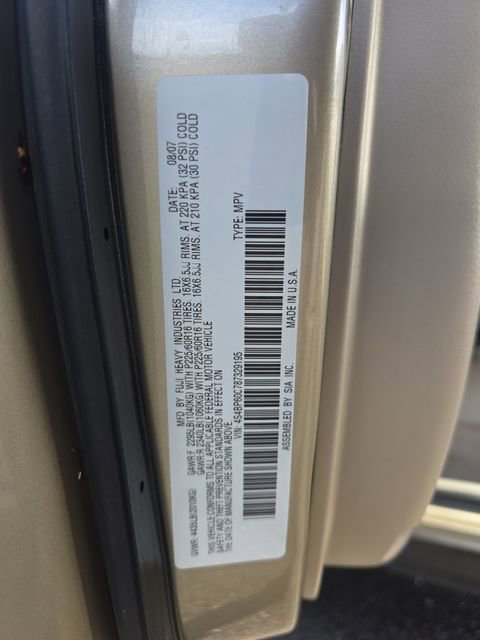 MFD BY FUJI HEAVY INDUSTRIES LTD. DATE: 08/07
GAWR:F 2295LB(1040KG) WITH P225/60R16 TIRES. 16X6.5JJ RIMS. AT 220 KPA (32 PSI) COLD
GAWR:R 2340LB(1060KG) WITH P225/60R16 TIRES. 16X6.5JJ RIMS. AT 210 KPA (30 PSI) COLD
GVWR: 4435LB(2010KG)
THIS VEHICLE CONFORMS TO ALL APPLICABLE FEDERAL MOTOR VEHICLE
SAFETY AND THEFT PREVENTION STANDARDS IN EFFECT ON
THE DATE OF MANUFACTURE SHOWN ABOVE.
VIN: 4S4BP60C787329195 TYPE: MPV
ASSEMBLED BY SIA INC. MADE IN U.S.A.